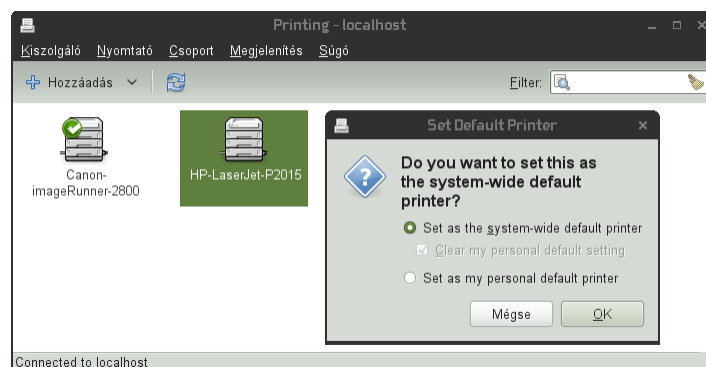 Printing - localhost
Kiszolgáló Nyomtató Csoport Megjelenítés Súgó
Hozzáadás Filter:
Canon-
imageRunner-2800
HP-LaserJet-P2015
Set Default Printer
Do you want to set this as
the system-wide default
printer?
Set as the system-wide default printer
Clear my personal default setting
Set as my personal default printer
Mégse OK
Connected to localhost